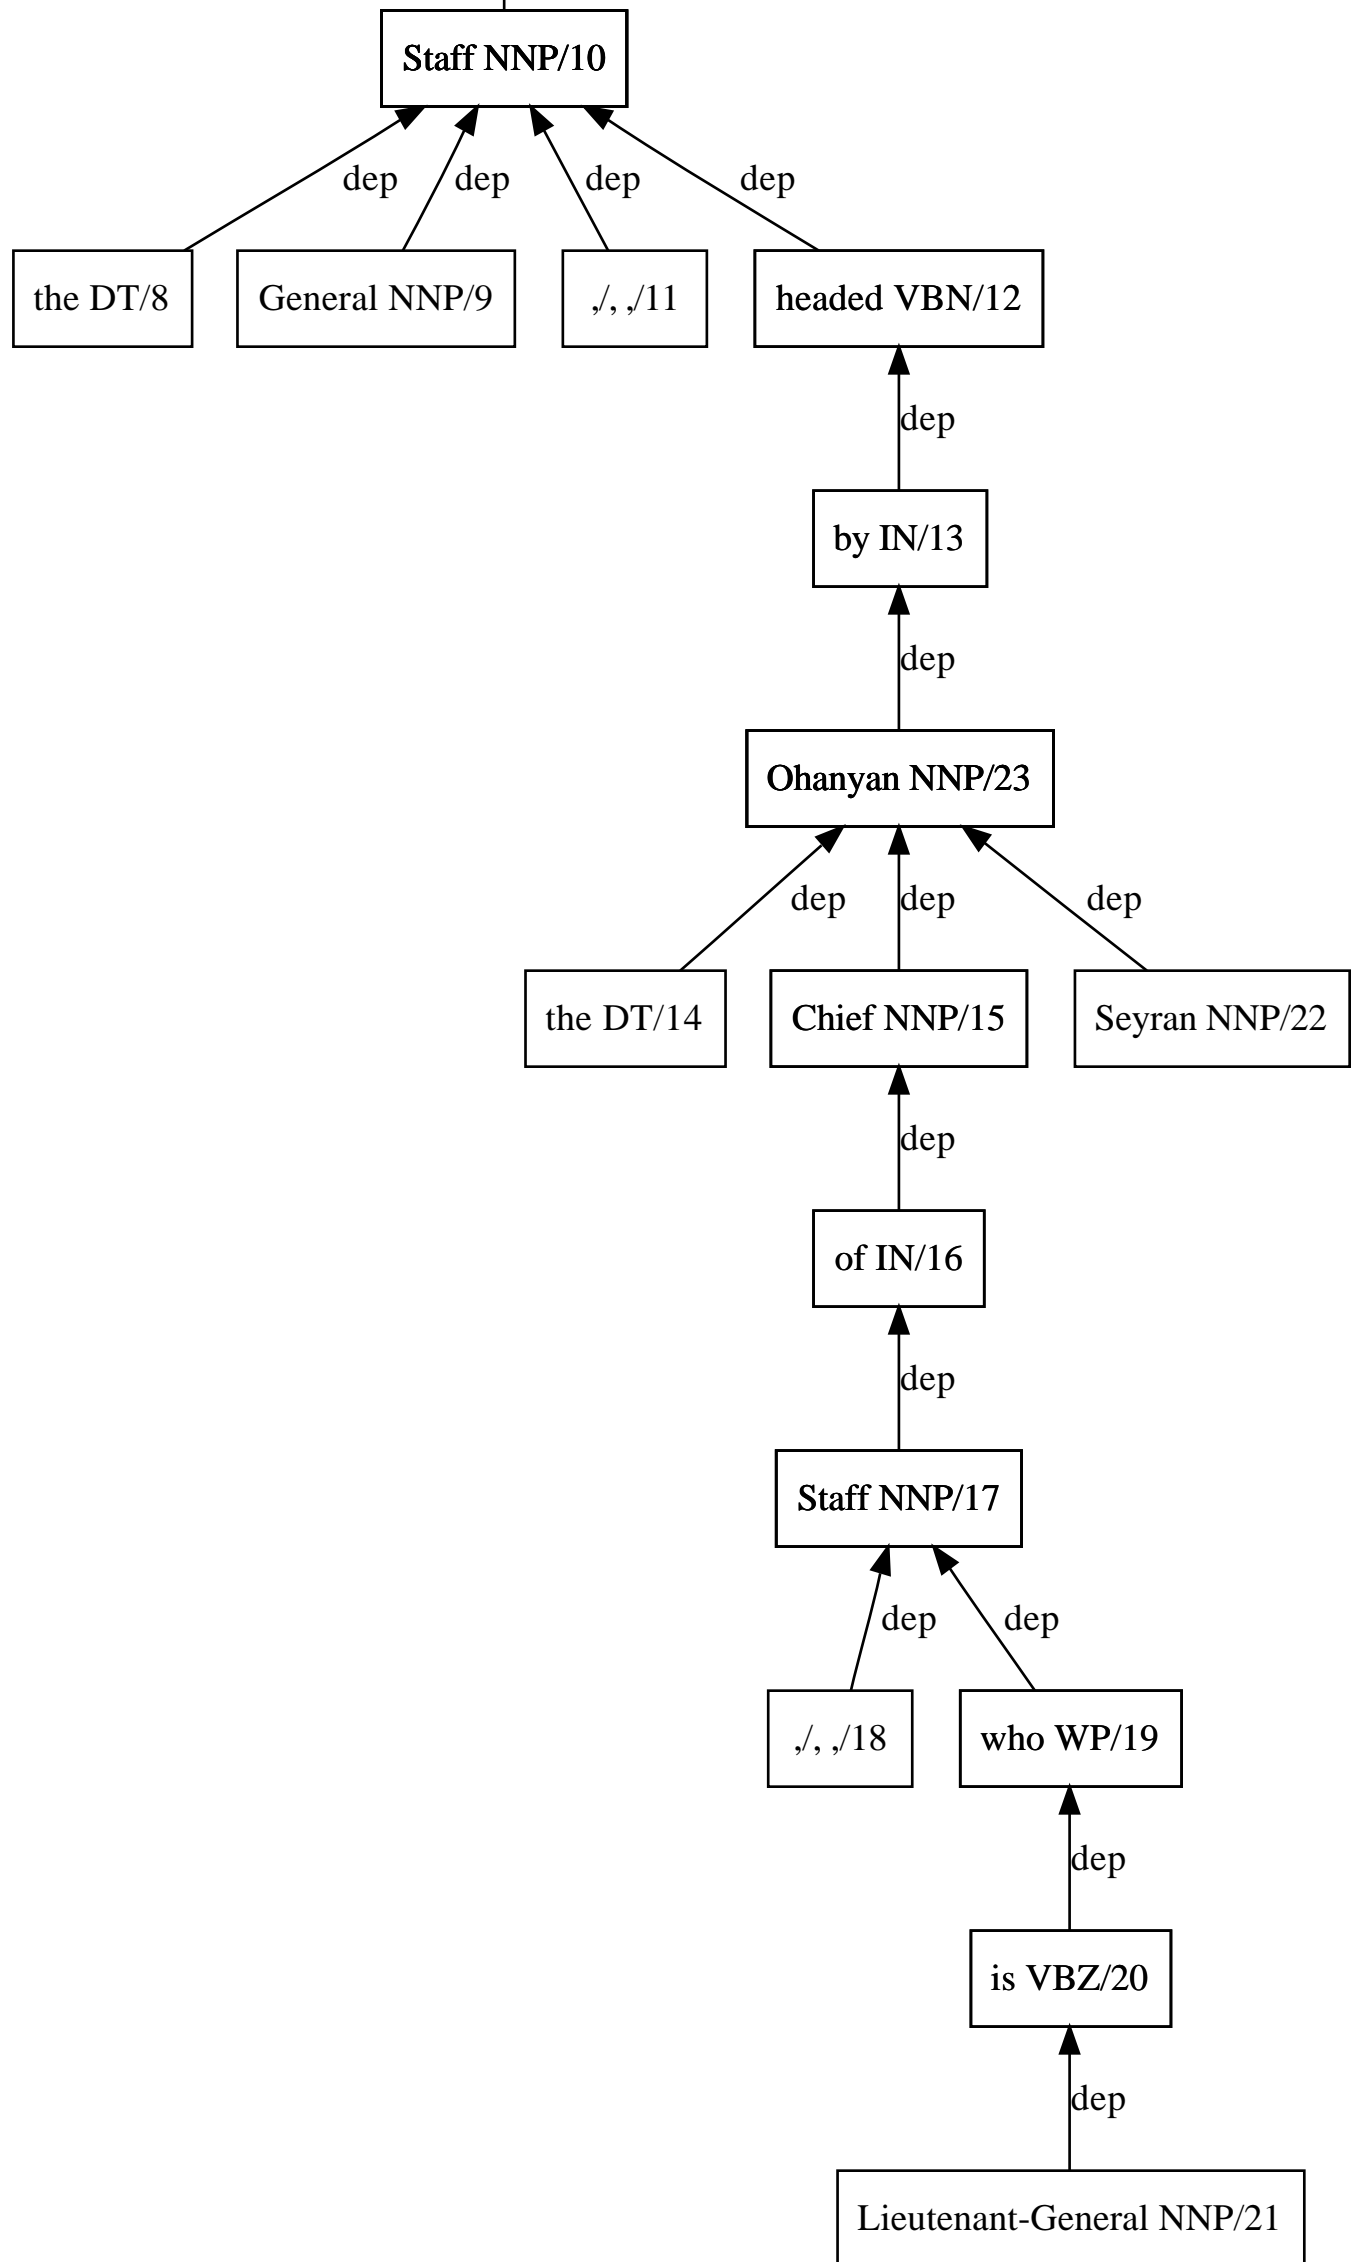 Staff NNP/10
dep dep dep dep
the DT/8 General NNP/9 ,/, ,/11 headed VBN/12
dep
by IN/13
dep
Ohanyan NNP/23
dep dep dep
the DT/14 Chief NNP/15 Seyran NNP/22
dep
of IN/16
dep
Staff NNP/17
dep dep
,/, ,/18 who WP/19
dep
is VBZ/20
dep
Lieutenant-General NNP/21